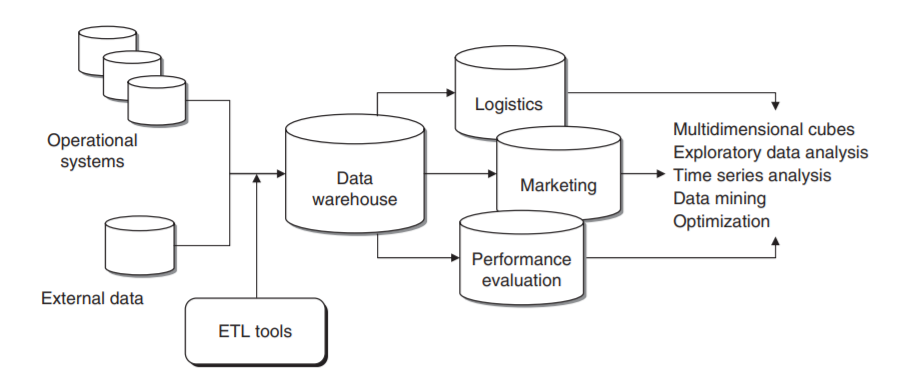 Operational
systems
External data
ETL tools
Data
warehouse
Logistics
Marketing
Performance
evaluation
Multidimensional cubes
Exploratory data analysis
Time series analysis
Data mining
Optimization